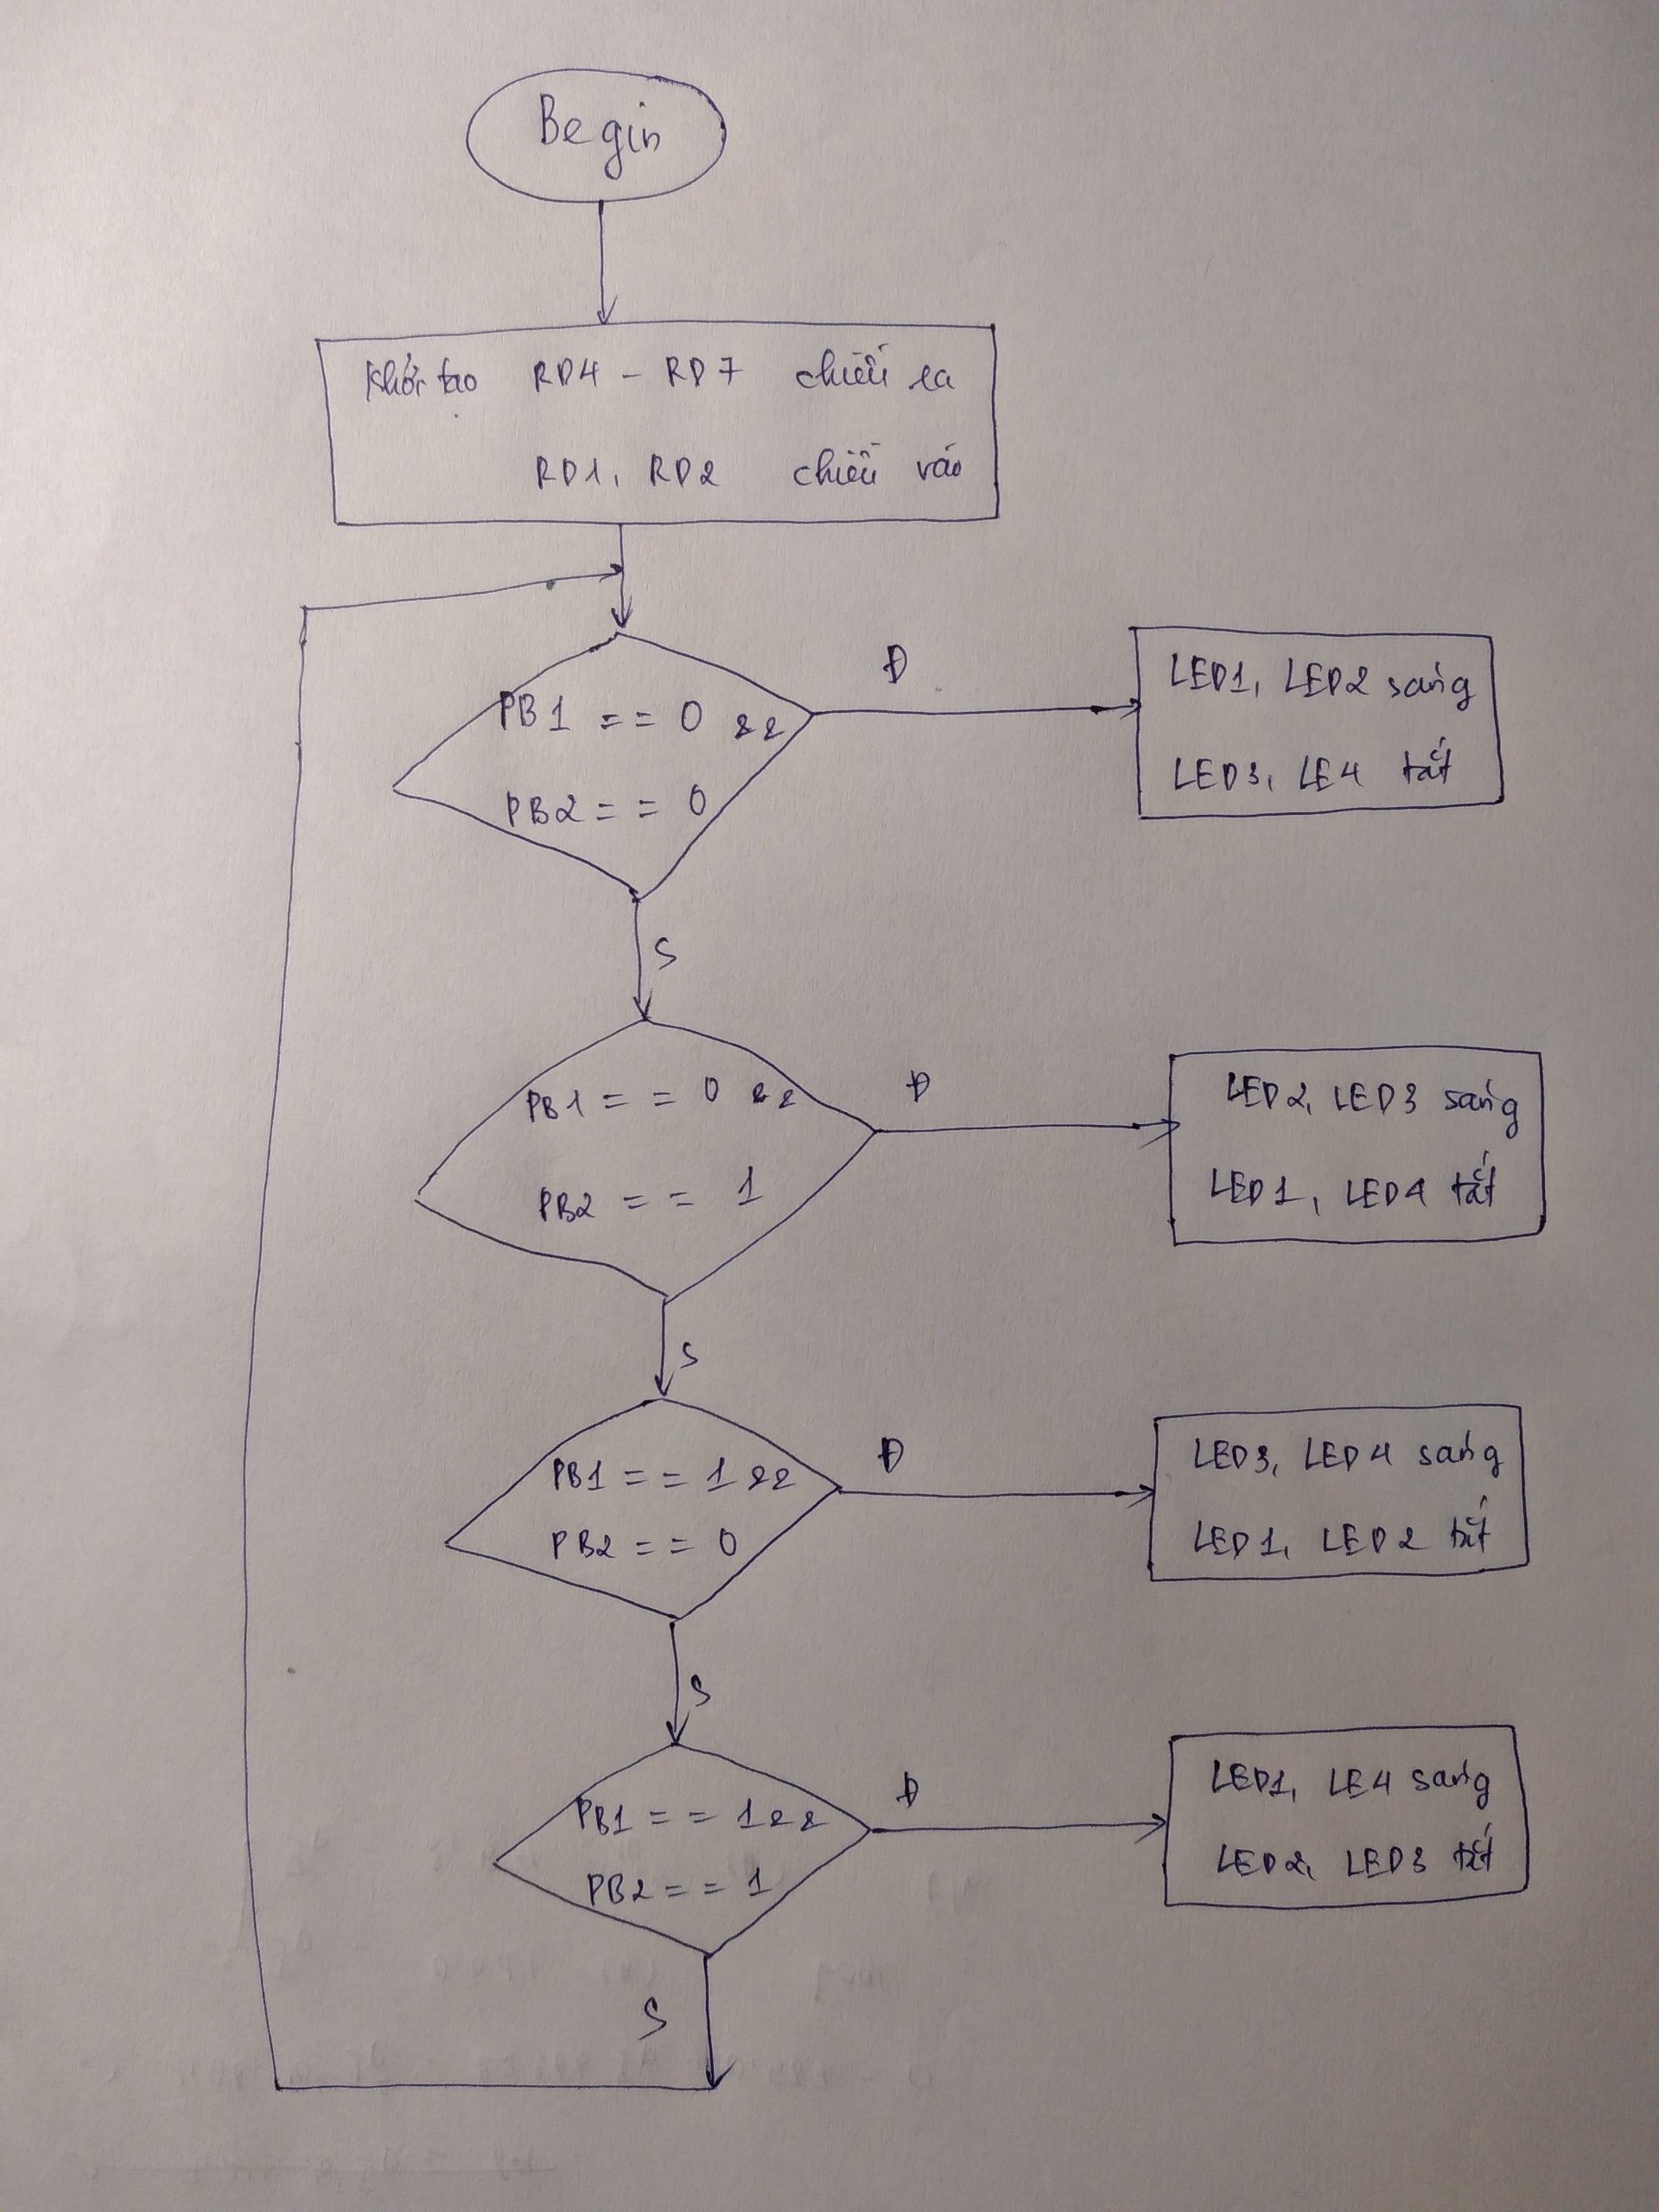 Begin
Khởi tạo RD4 - RD7 chiều ra
RD1, RD2 chiều vào
PB1 == 0 &&
PB2 == 0
Đ
LED1, LED2 sáng
LED3, LE4 tắt
S
PB1 == 0 &&
PB2 == 1
Đ
LED2, LED3 sáng
LED1, LED4 tắt
S
PB1 == 1 &&
PB2 == 0
Đ
LED3, LED4 sáng
LED1, LED2 tắt
S
PB1 == 1 &&
PB2 == 1
Đ
LED1, LE4 sáng
LED2, LED3 tắt
S